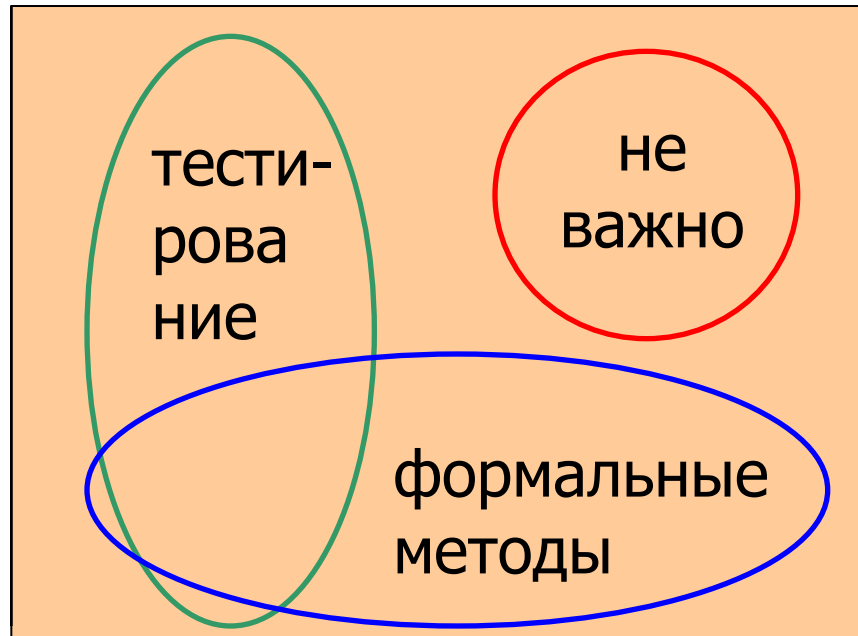 тести-
рова
ние
не
важно
формальные
методы